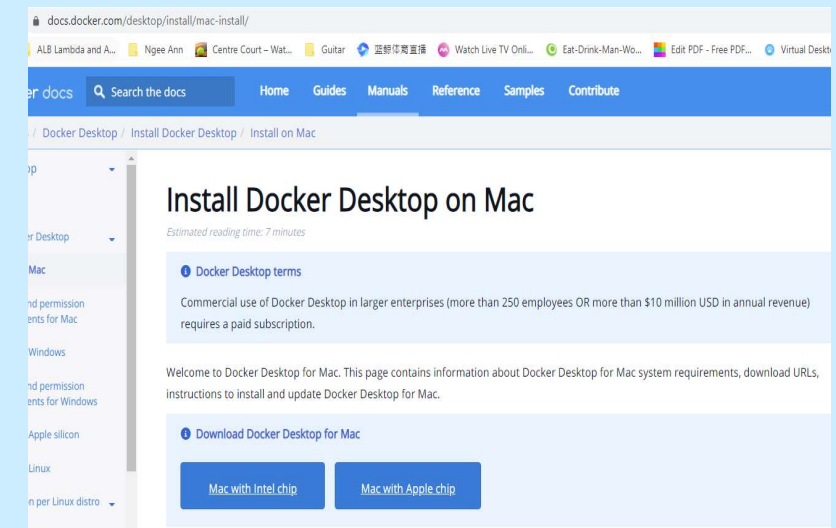 docs.docker.com/desktop/install/mac-install/
ALB Lambda and A... Ngee Ann Centre Court – Wat... Guitar 蓝鲸体育直播 Watch Live TV Onli... Eat-Drink-Man-Wo... Edit PDF - Free PDF... Virtual Deskt
er docs Search the docs Home Guides Manuals Reference Samples Contribute
/ Docker Desktop / Install Docker Desktop / Install on Mac
op
Install Docker Desktop on Mac
Estimated reading time: 7 minutes
er Desktop
Mac
nd permission
ents for Mac
Windows
nd permission
ents for Windows
Apple silicon
Linux
n per Linux distro
Docker Desktop terms
Commercial use of Docker Desktop in larger enterprises (more than 250 employees OR more than $10 million USD in annual revenue)
requires a paid subscription.
Welcome to Docker Desktop for Mac. This page contains information about Docker Desktop for Mac system requirements, download URLs,
instructions to install and update Docker Desktop for Mac.
Download Docker Desktop for Mac
Mac with Intel chip Mac with Apple chip